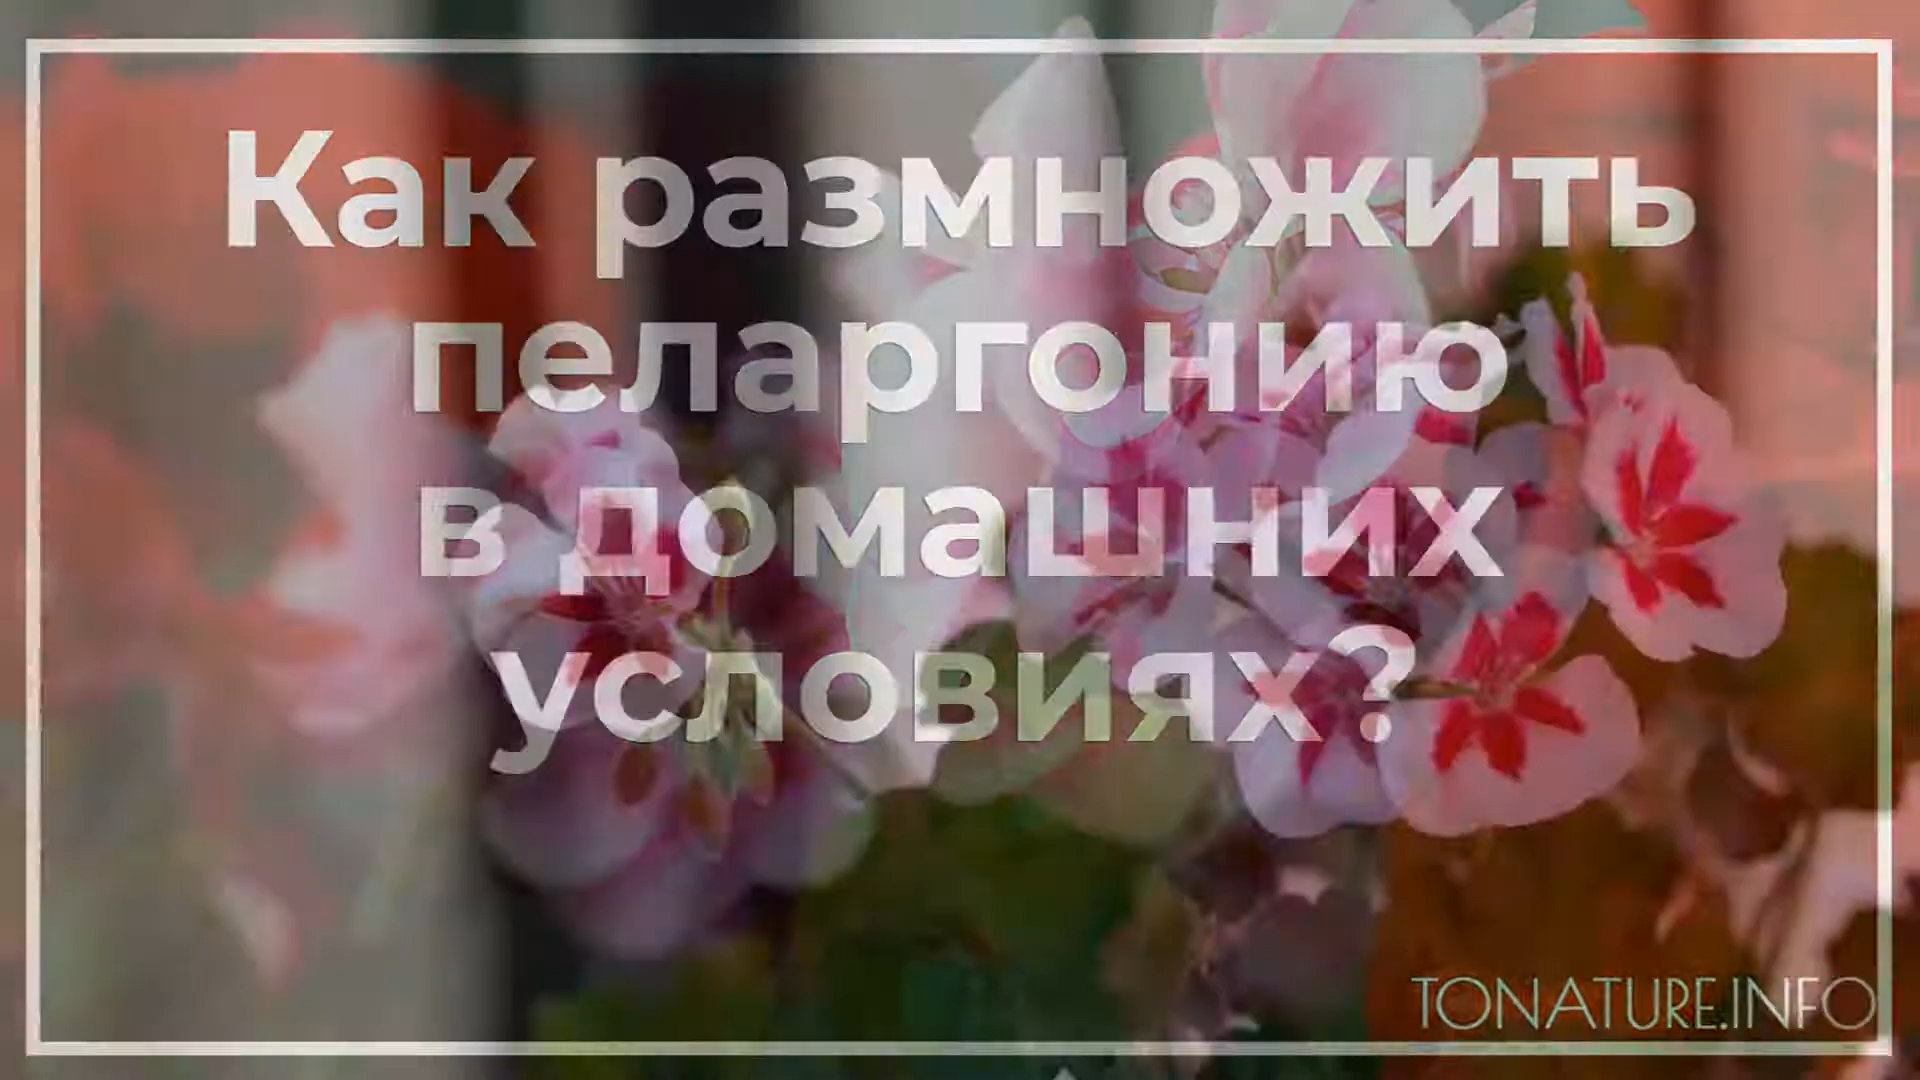 Как размножить
пеларгонию
в домашних
условиях?
TONATURE.INFO